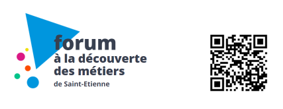 forum
à la découverte
des métiers
de Saint-Etienne